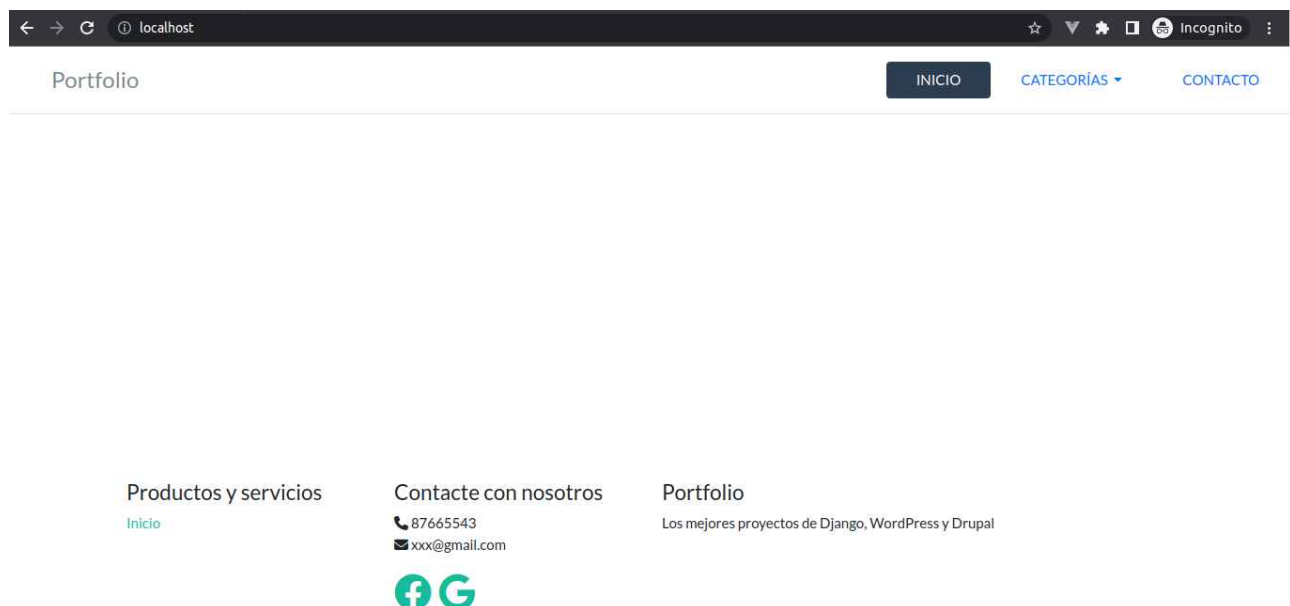 localhost
Incognito
Portfolio
INICIO
CATEGORÍAS
CONTACTO
Productos y servicios
Inicio
Contacte con nosotros
87665543
xxx@gmail.com
Portfolio
Los mejores proyectos de Django, WordPress y Drupal